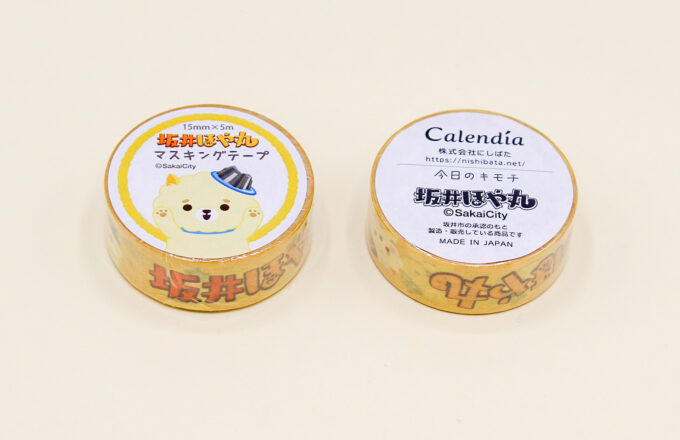 15mm×5m
坂井ほや丸
マスキングテープ
©SakaiCity
坂井ほ
Calendia
株式会社にしばた
https://nishibata.net/
今日のキモチ
坂井ほや丸
©SakaiCity
坂井市の承認のもと
製造・販売している商品です
MADE IN JAPAN
ほや丸